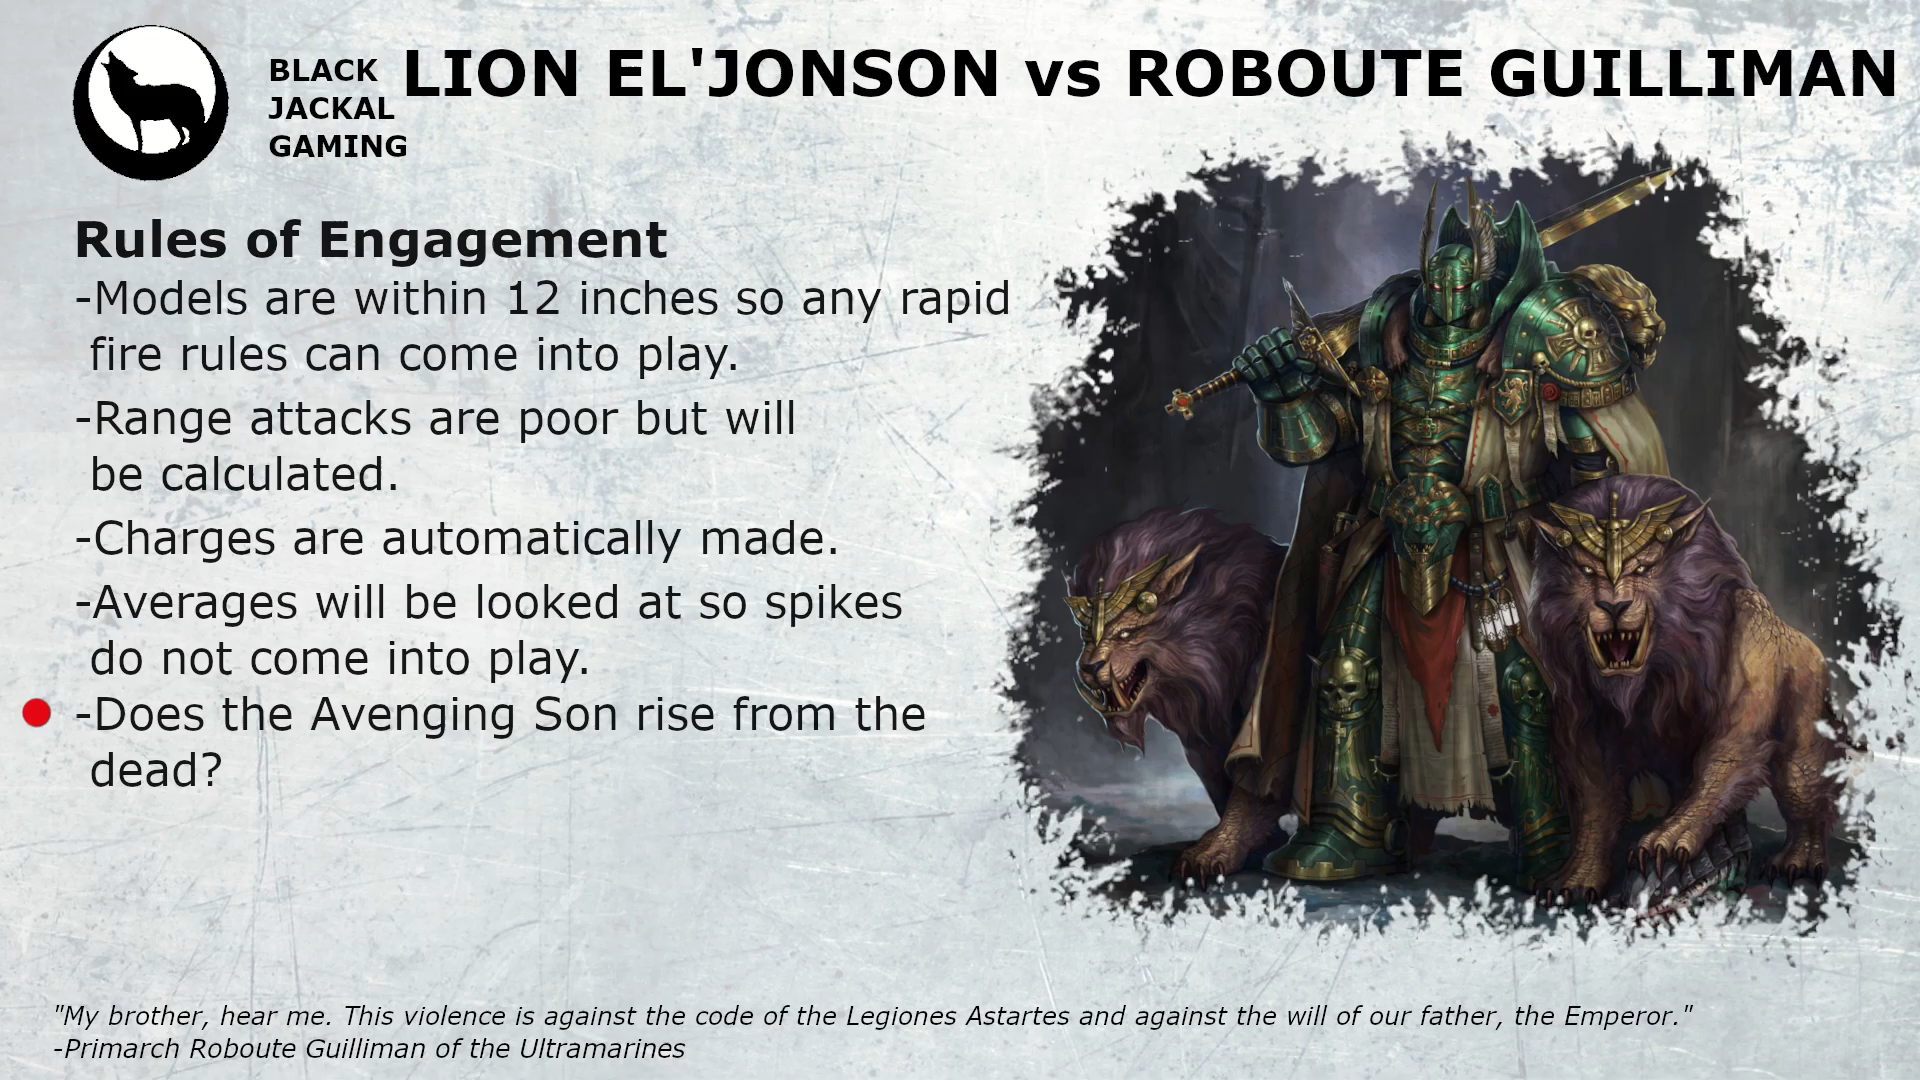 BLACK
JACKAL
GAMING
LION EL'JONSON vs ROBOUTE GUILLIMAN
Rules of Engagement
-Models are within 12 inches so any rapid
fire rules can come into play.
-Range attacks are poor but will
be calculated.
-Charges are automatically made.
-Averages will be looked at so spikes
do not come into play.
-Does the Avenging Son rise from the
dead?
"My brother, hear me. This violence is against the code of the Legiones Astartes and against the will of our father, the Emperor."
-Primarch Roboute Guilliman of the Ultramarines